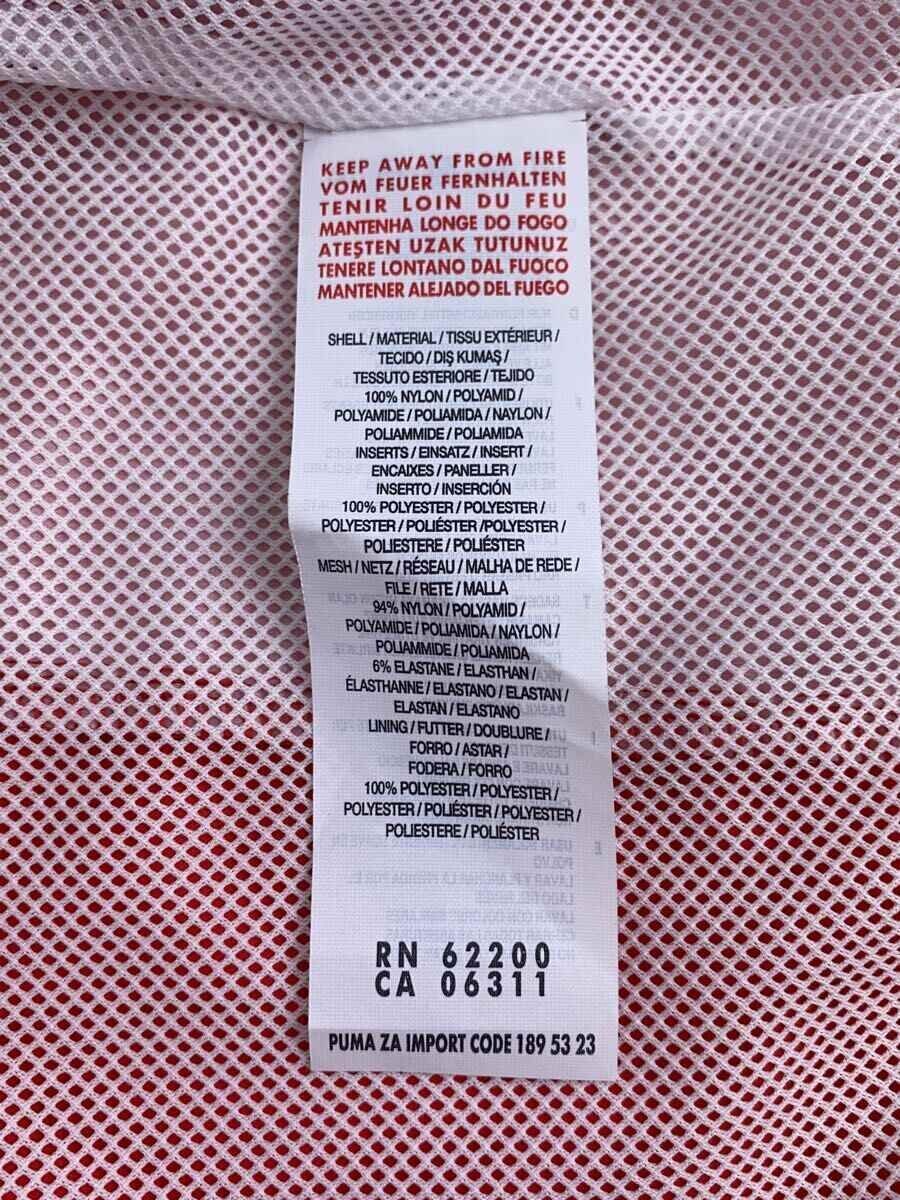 KEEP AWAY FROM FIRE
VOM FEUER FERNHALTEN
TENIR LOIN DU FEU
MANTENHA LONGE DO FOGO
ATEŞTEN UZAK TUTUNUZ
TENERE LONTANO DAL FUOCO
MANTENER ALEJADO DEL FUEGO
SHELL / MATERIAL / TISSU EXTÉRIEUR /
TECIDO / DIŞ KUMAŞ /
TESSUTO ESTERIORE / TEJIDO
100% NYLON / POLYAMID /
POLYAMIDE / POLIAMIDA / NAYLON /
POLIAMMIDE / POLIAMIDA
INSERTS / EINSATZ / INSERT /
ENCAIXES / PANELLER /
INSERTO / INSERCIÓN
100% POLYESTER / POLYESTER /
POLYESTER / POLIÉSTER /POLYESTER /
POLIESTERE / POLIÉSTER
MESH / NETZ / RÉSEAU / MALHA DE REDE /
FILE / RETE / MALLA
94% NYLON / POLYAMID /
POLYAMIDE / POLIAMIDA / NAYLON /
POLIAMMIDE / POLIAMIDA
6% ELASTANE / ELASTHAN /
ÉLASTHANNE / ELASTANO / ELASTAN /
ELASTAN / ELASTANO
LINING / FUTTER / DOUBLURE /
FORRO / ASTAR /
FODERA / FORRO
100% POLYESTER / POLYESTER /
POLYESTER / POLIÉSTER / POLYESTER /
POLIESTERE / POLIÉSTER
RN 62200
CA 06311
PUMA ZA IMPORT CODE 189 53 23